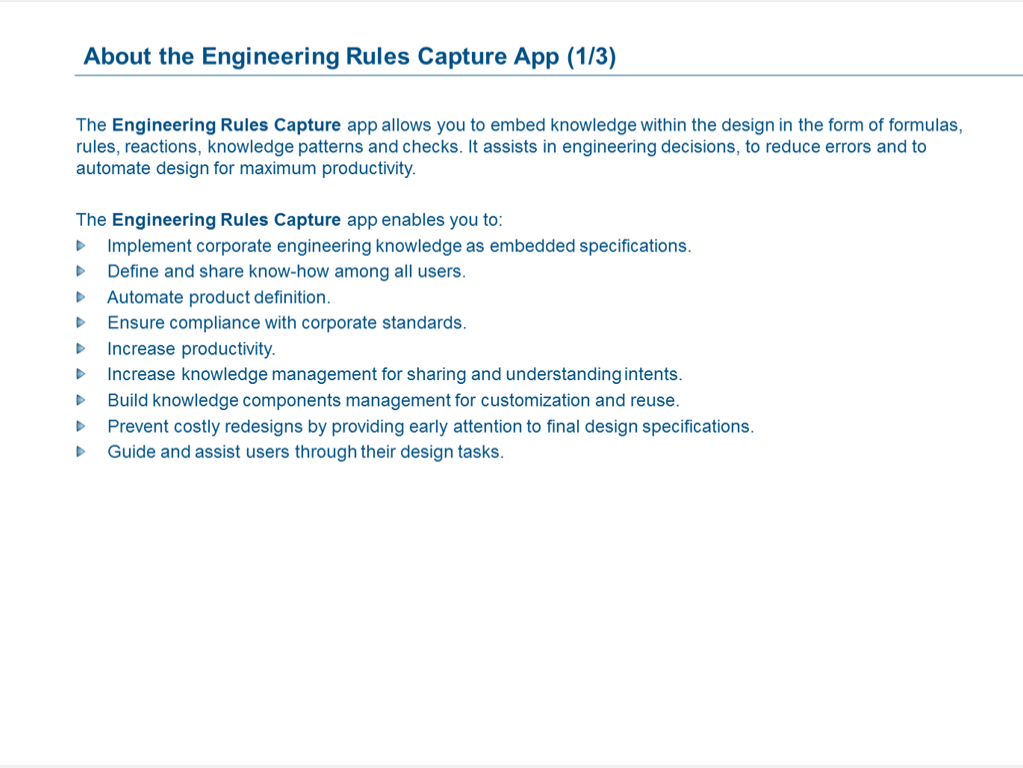 About the Engineering Rules Capture App (1/3)
The Engineering Rules Capture app allows you to embed knowledge within the design in the form of formulas,
rules, reactions, knowledge patterns and checks. It assists in engineering decisions, to reduce errors and to
automate design for maximum productivity.
The Engineering Rules Capture app enables you to:
Implement corporate engineering knowledge as embedded specifications.
Define and share know-how among all users.
Automate product definition.
Ensure compliance with corporate standards.
Increase productivity.
Increase knowledge management for sharing and understanding intents.
Build knowledge components management for customization and reuse.
Prevent costly redesigns by providing early attention to final design specifications.
Guide and assist users through their design tasks.